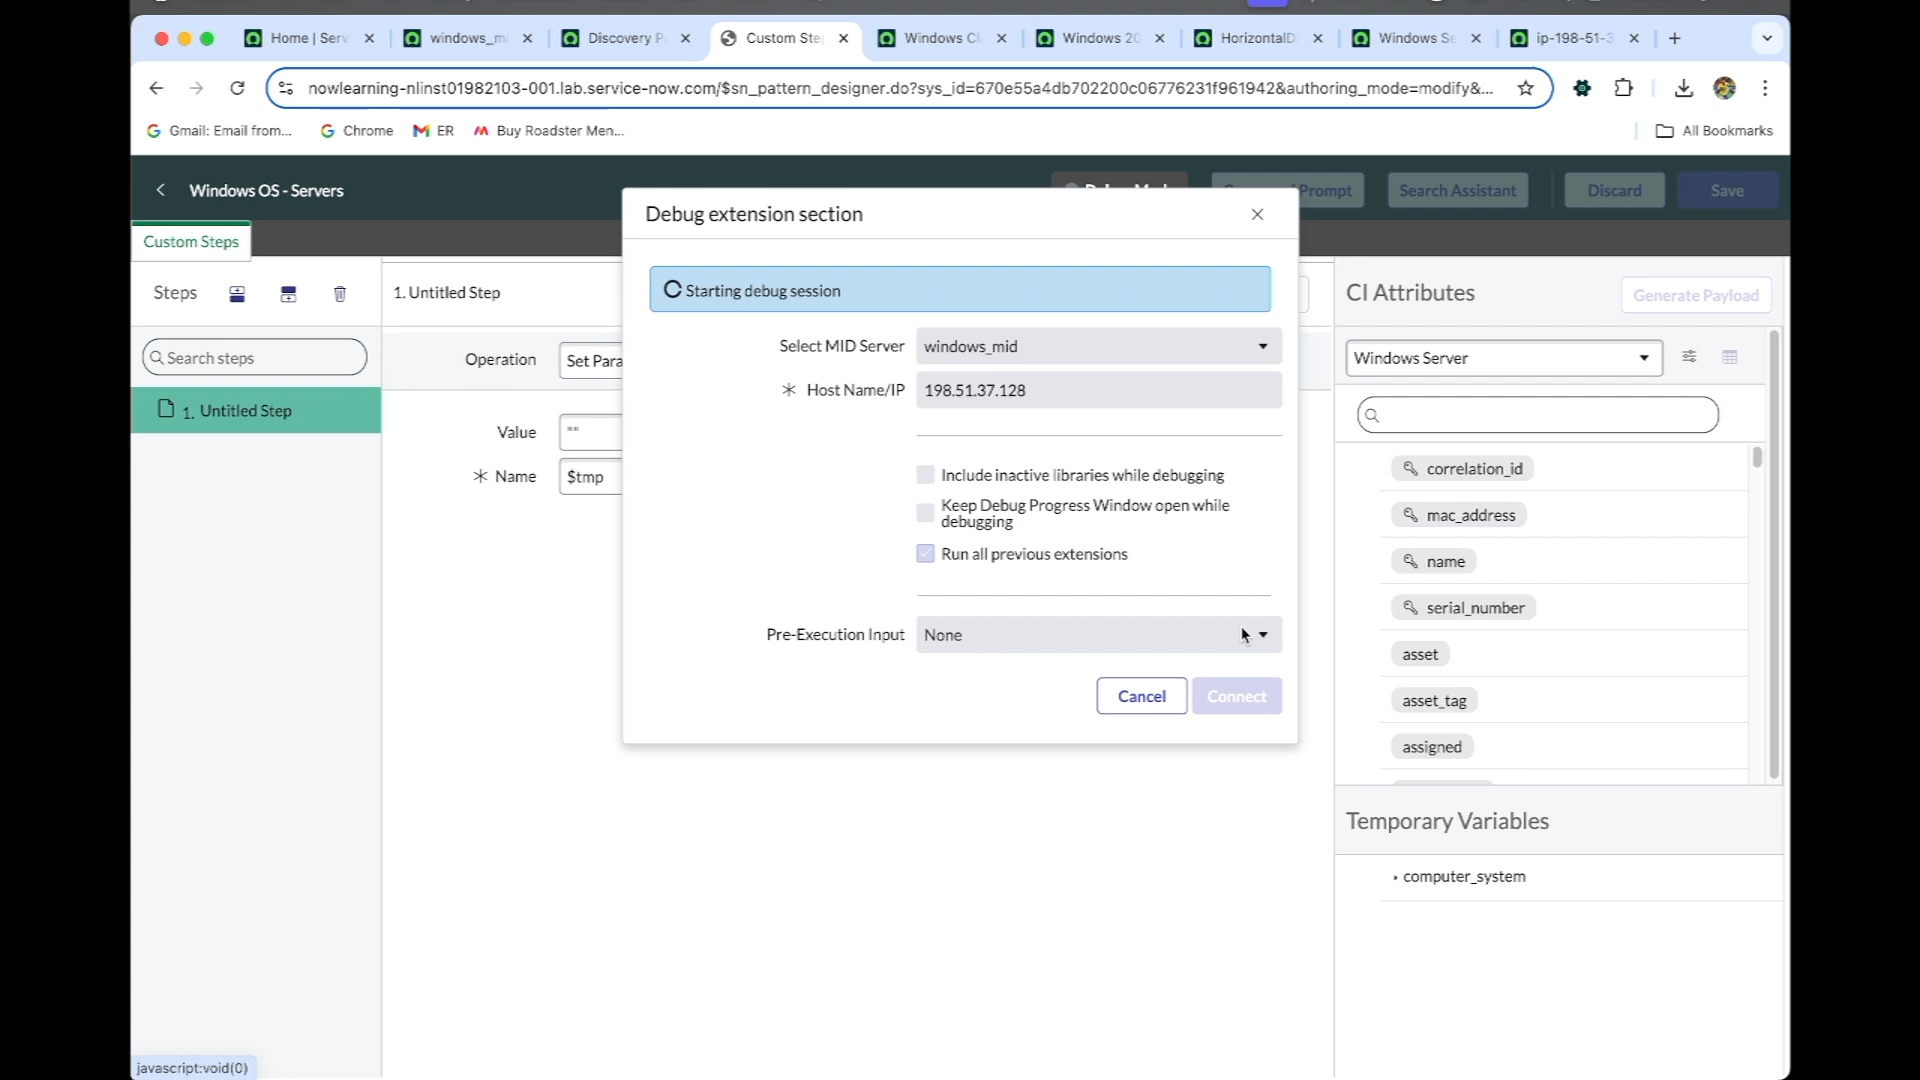 Home | Serv
windows_mi
Discovery P
Custom Ste
Windows Cl
Windows 20
HorizontalD
Windows Se
ip-198-51-3
nowlearning-nlinst01982103-001.lab.service-now.com/$sn_pattern_designer.do?sys_id=670e55a4db702200c06776231f961942&authoring_mode=modify&...
Gmail: Email from...
Chrome
ER
Buy Roadster Men...
All Bookmarks
Windows OS - Servers
Prompt
Search Assistant
Discard
Save
Custom Steps
Debug extension section
Steps
1. Untitled Step
Starting debug session
CI Attributes
Generate Payload
Search steps
Operation
Set Para
Select MID Server
windows_mid
Windows Server
* Host Name/IP
198.51.37.128
1. Untitled Step
Value
""
* Name
$tmp
Include inactive libraries while debugging
Keep Debug Progress Window open while
debugging
Run all previous extensions
Pre-Execution Input
None
Cancel
Connect
correlation_id
mac_address
name
serial_number
asset
asset_tag
assigned
Temporary Variables
computer_system
javascript:void(0)